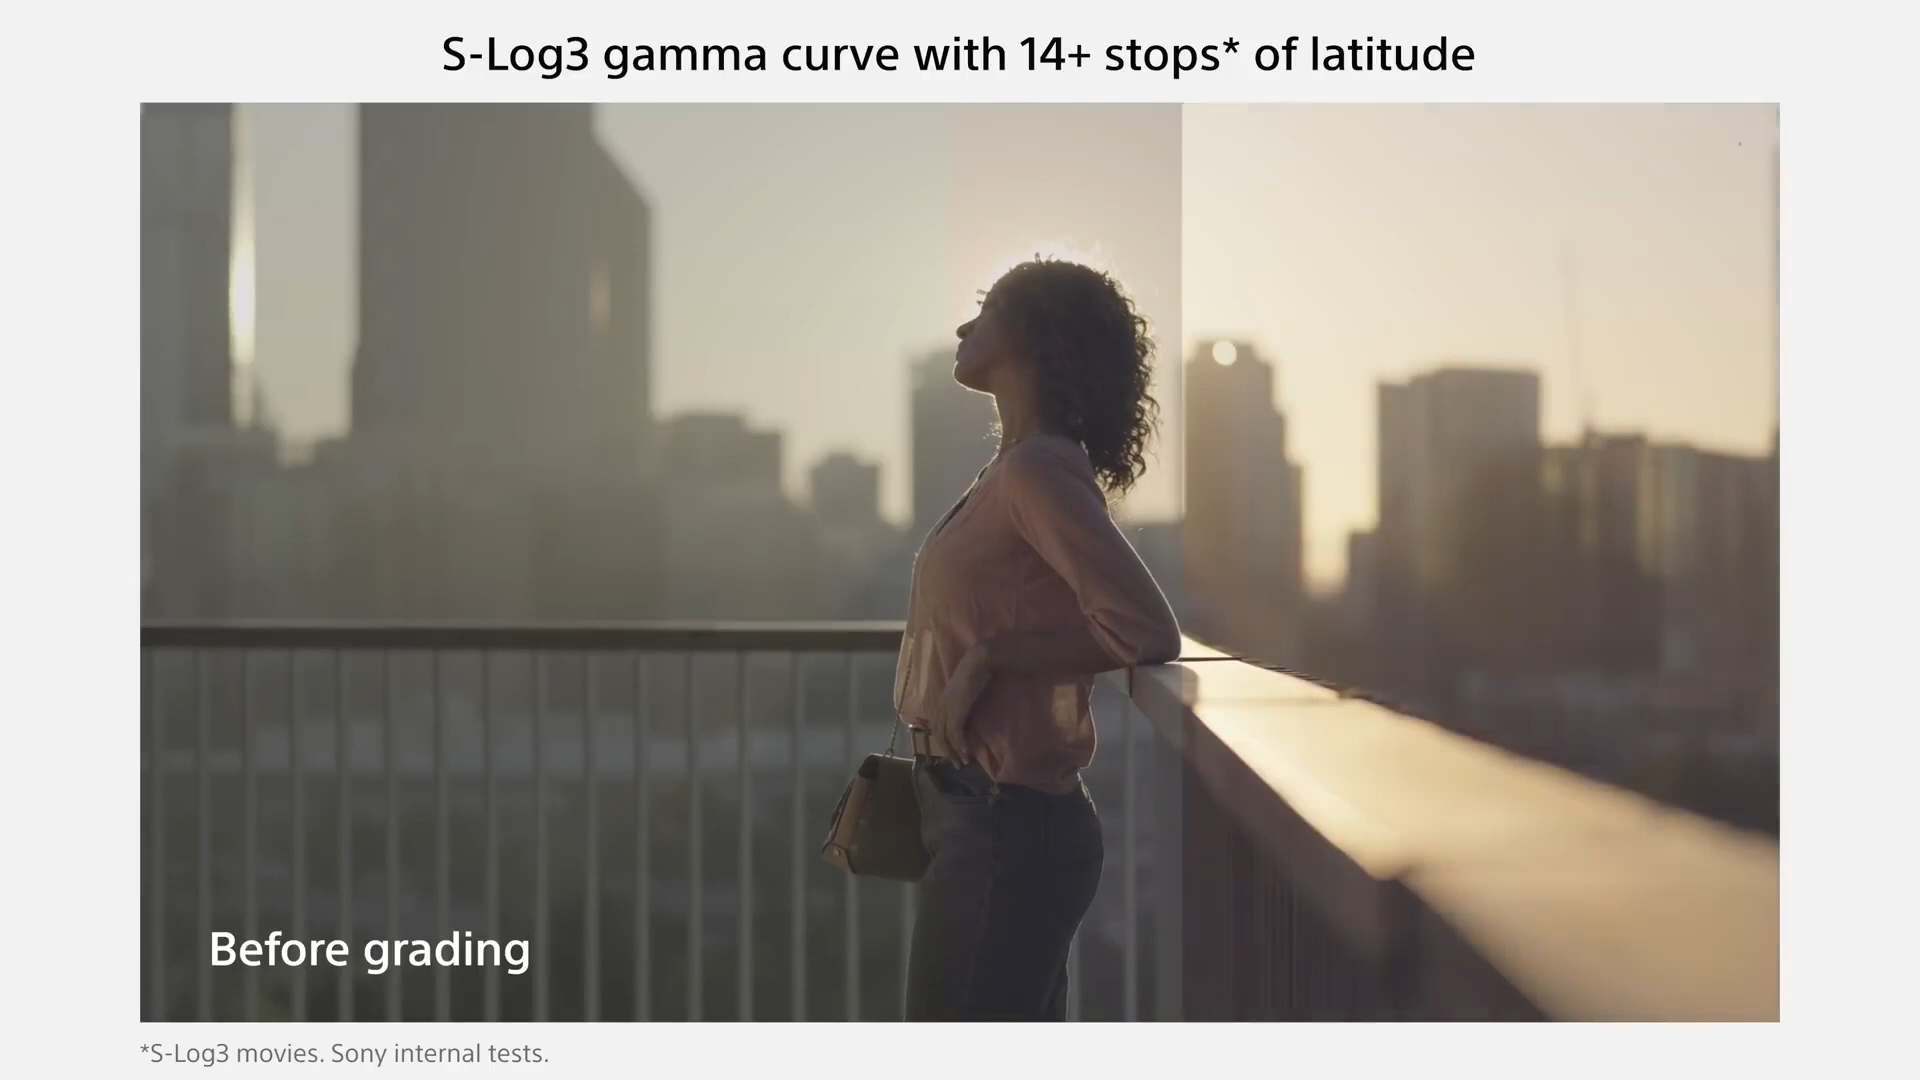 S-Log3 gamma curve with 14+ stops* of latitude
Before grading
*S-Log3 movies. Sony internal tests.